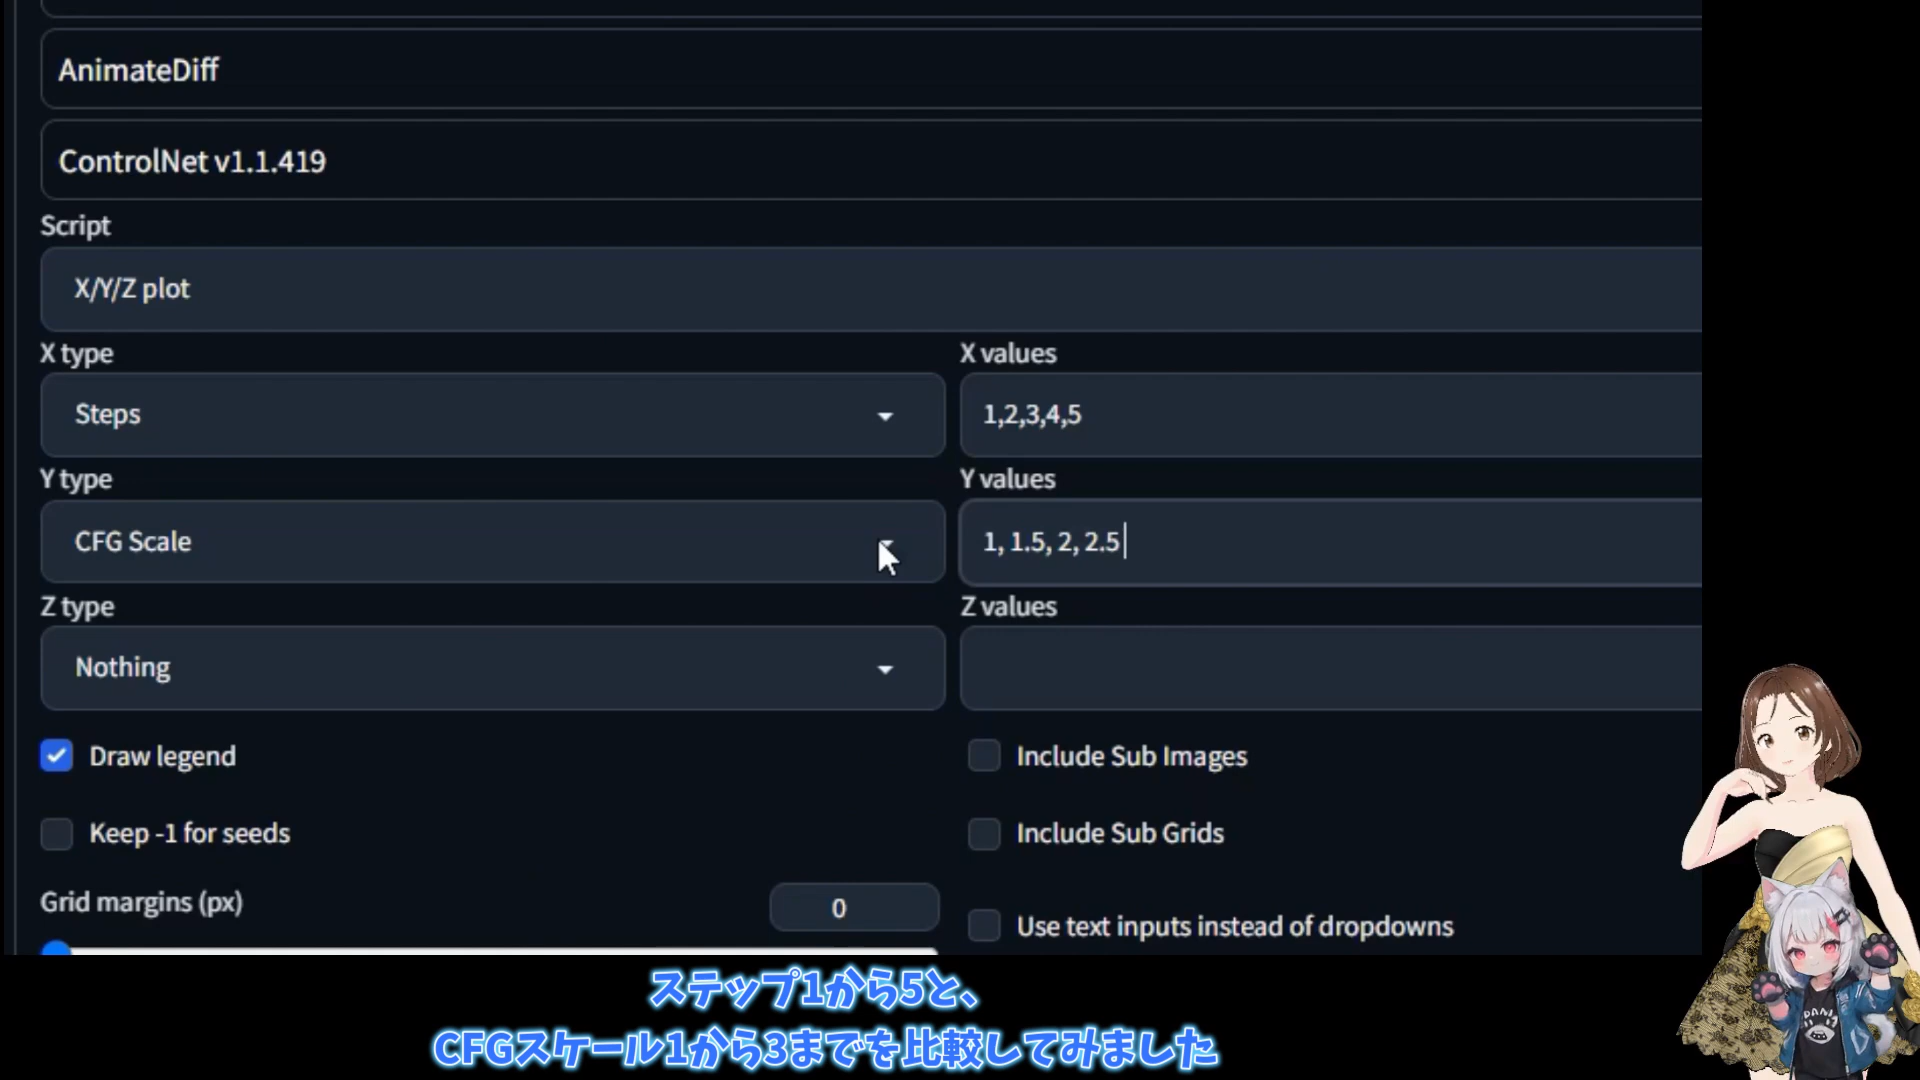 AnimateDiff
ControlNet v1.1.419
Script
X/Y/Z plot
X type
X values
Steps
1,2,3,4,5
Y type
Y values
CFG Scale
1, 1.5, 2, 2.5
Z type
Z values
Nothing
Draw legend
Include Sub Images
Keep -1 for seeds
Include Sub Grids
Grid margins (px)
0
Use text inputs instead of dropdowns
ステップ1から5と、
CFGスケール1から3までを比較してみました